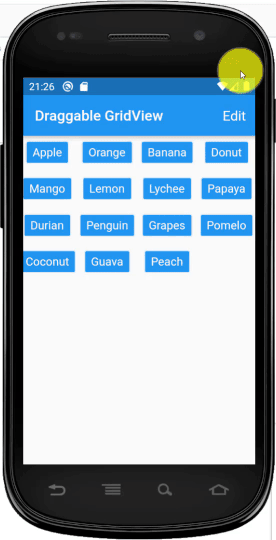 21:26
Draggable GridView Edit
Apple Orange Banana Donut
Mango Lemon Lychee Papaya
Durian Penguin Grapes Pomelo
Coconut Guava Peach